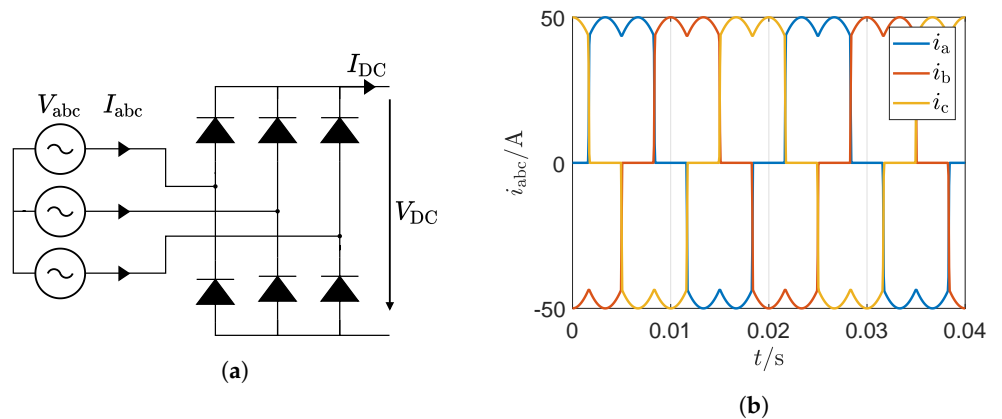 I_DC
V_abc I_abc
V_DC
(a)
50
0
-50
i_abc/A
i_a
i_b
i_c
0 0.01 0.02 0.03 0.04
t/s
(b)